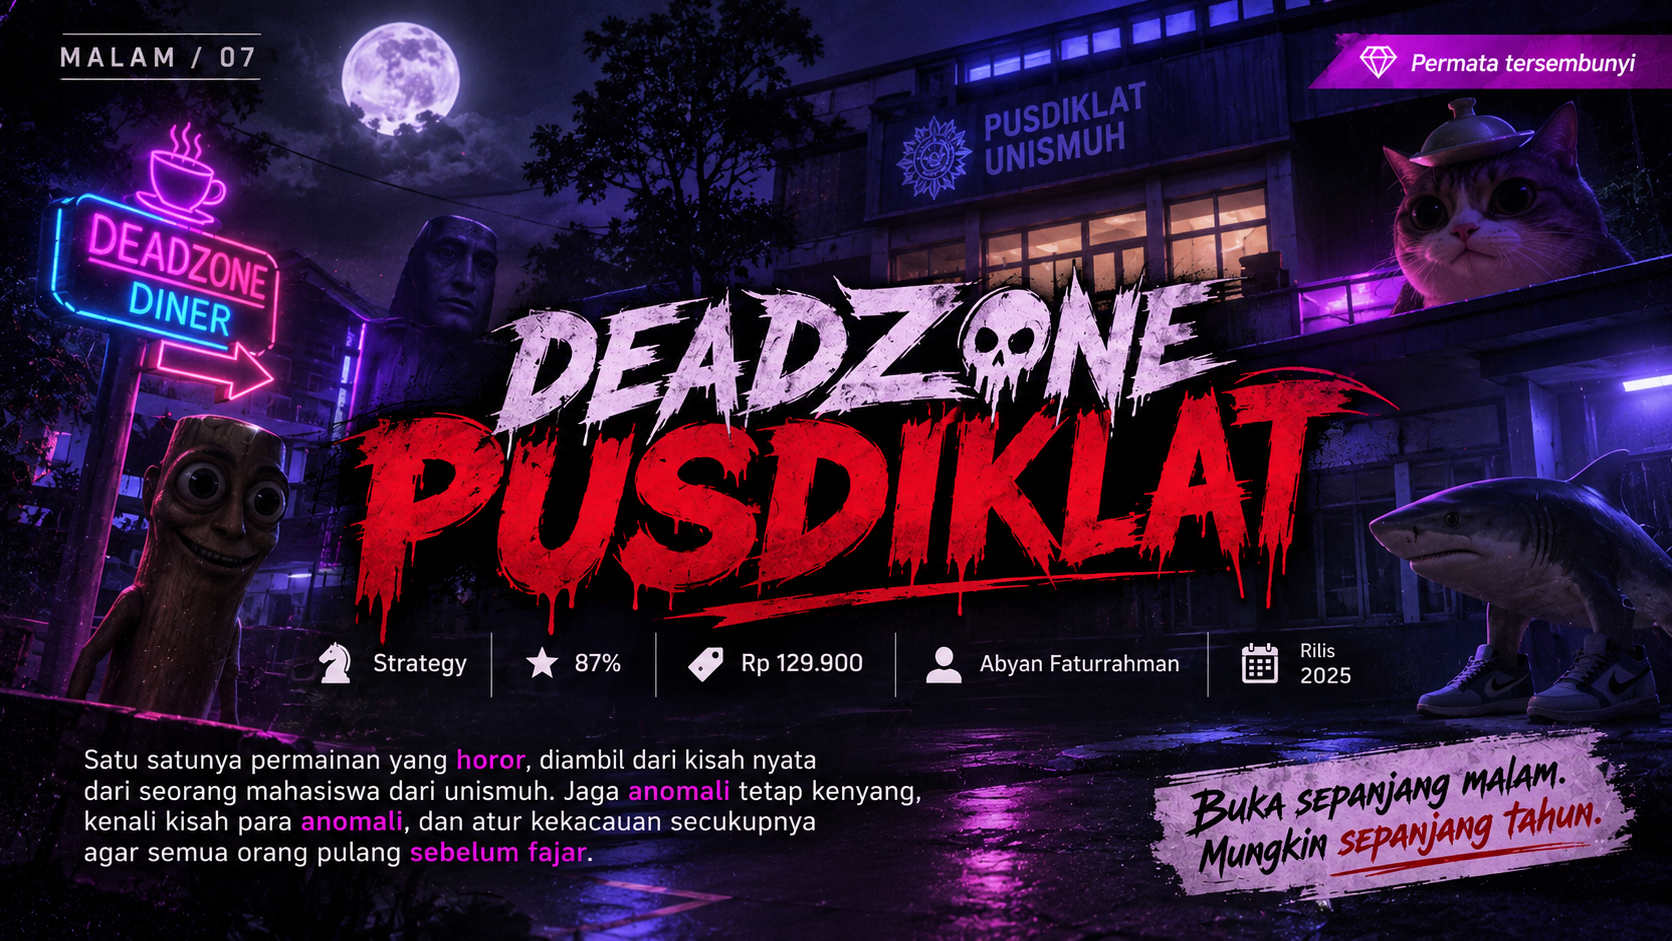 MALAM / 07
Permata tersembunyi
PUSDIKLAT
UNISMUH
DEADZONE
DINER
DEADZONE
PUSDIKLAT
Strategy
87%
Rp 129.900
Abyan Faturrahman
Rilis
2025
Satu satunya permainan yang horor, diambil dari kisah nyata
dari seorang mahasiswa dari unismuh. Jaga anomali tetap kenyang,
kenali kisah para anomali, dan atur kekacauan secukupnya
agar semua orang pulang sebelum fajar.
Buka sepanjang malam.
Mungkin sepanjang tahun.